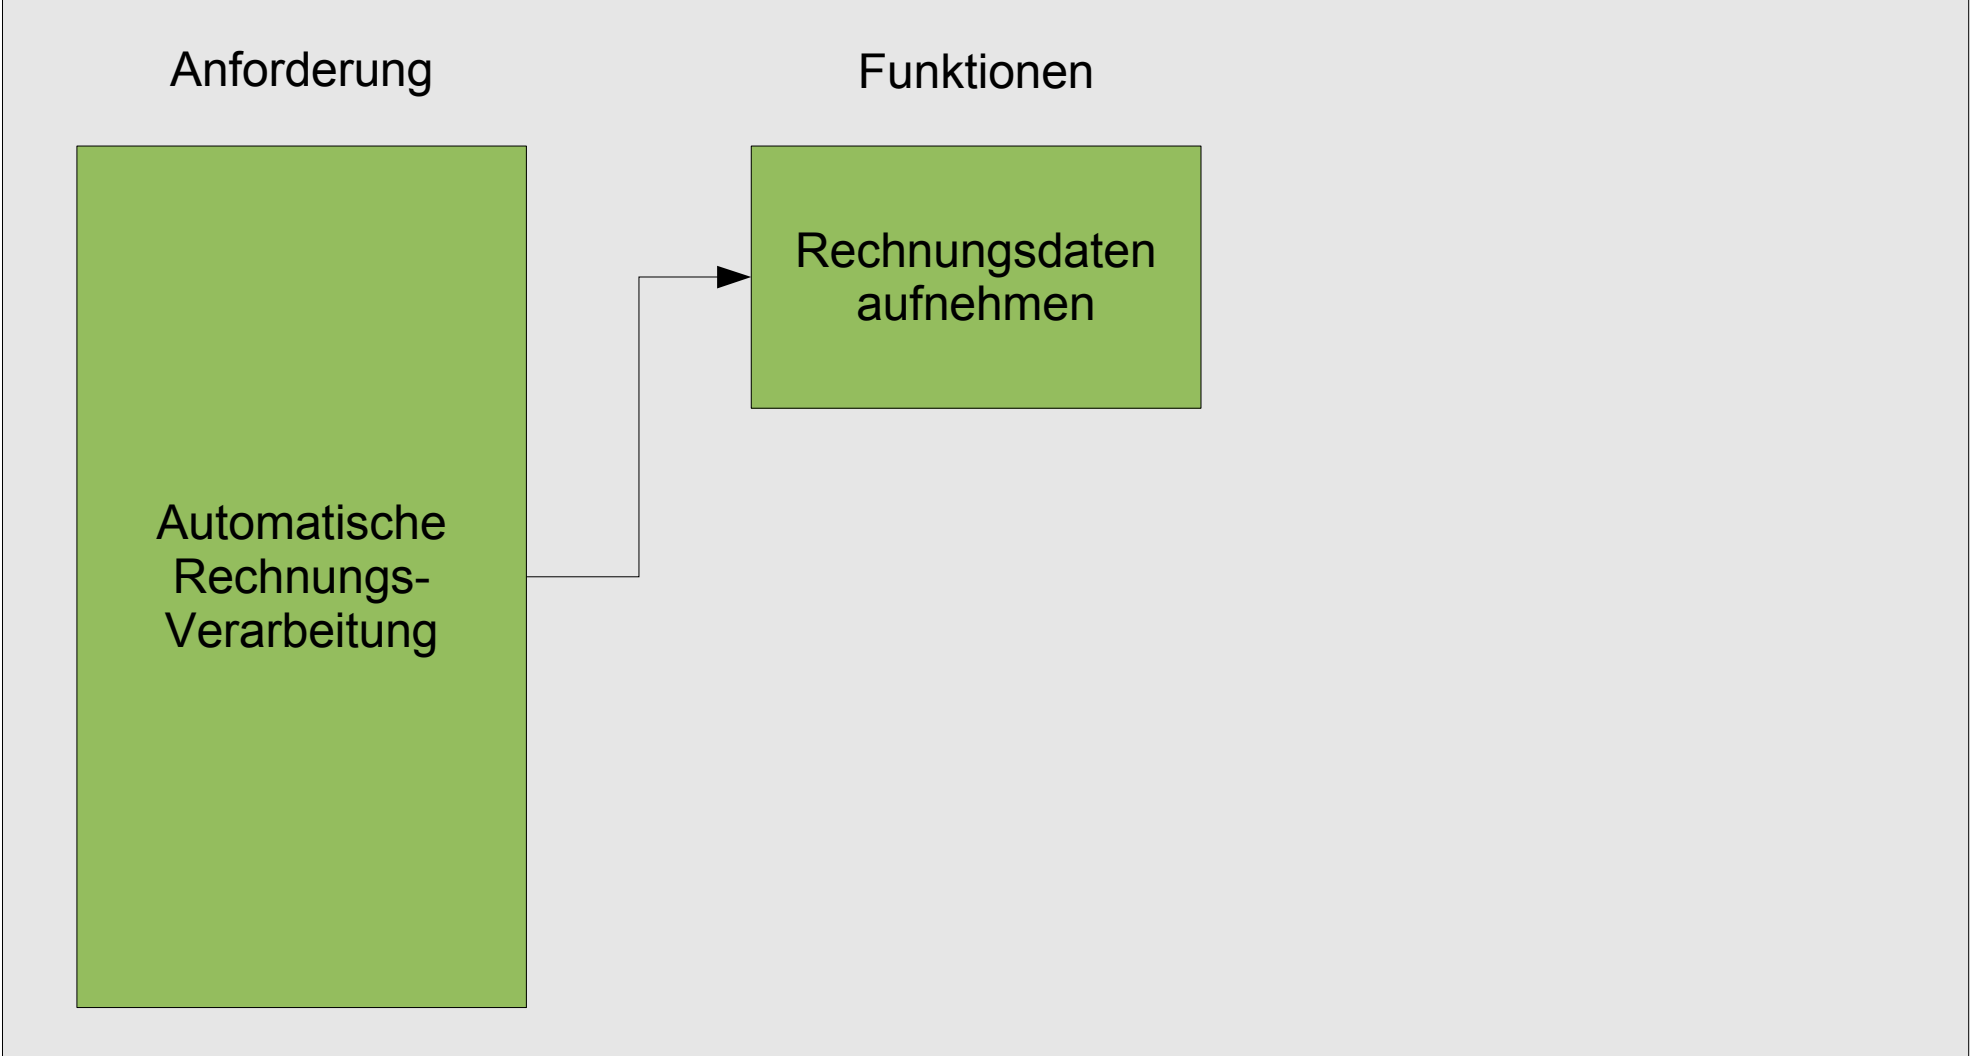 Anforderung
Funktionen
Rechnungsdaten
aufnehmen
Automatische
Rechnungs-
Verarbeitung